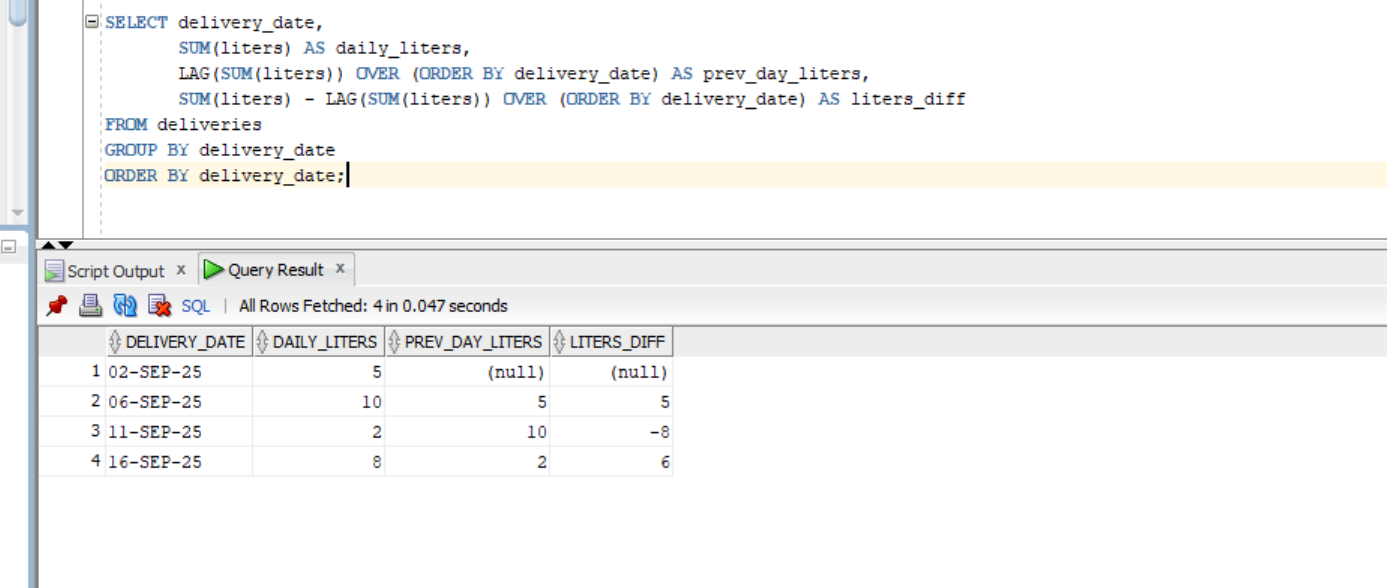 SELECT delivery_date,
SUM(liters) AS daily_liters,
LAG(SUM(liters)) OVER (ORDER BY delivery_date) AS prev_day_liters,
SUM(liters) - LAG(SUM(liters)) OVER (ORDER BY delivery_date) AS liters_diff
FROM deliveries
GROUP BY delivery_date
ORDER BY delivery_date;
Script Output x Query Result x
SQL | All Rows Fetched: 4 in 0.047 seconds
DELIVERY_DATE DAILY_LITERS PREV_DAY_LITERS LITERS_DIFF
1 02-SEP-25 5 (null) (null)
2 06-SEP-25 10 5 5
3 11-SEP-25 2 10 -8
4 16-SEP-25 8 2 6